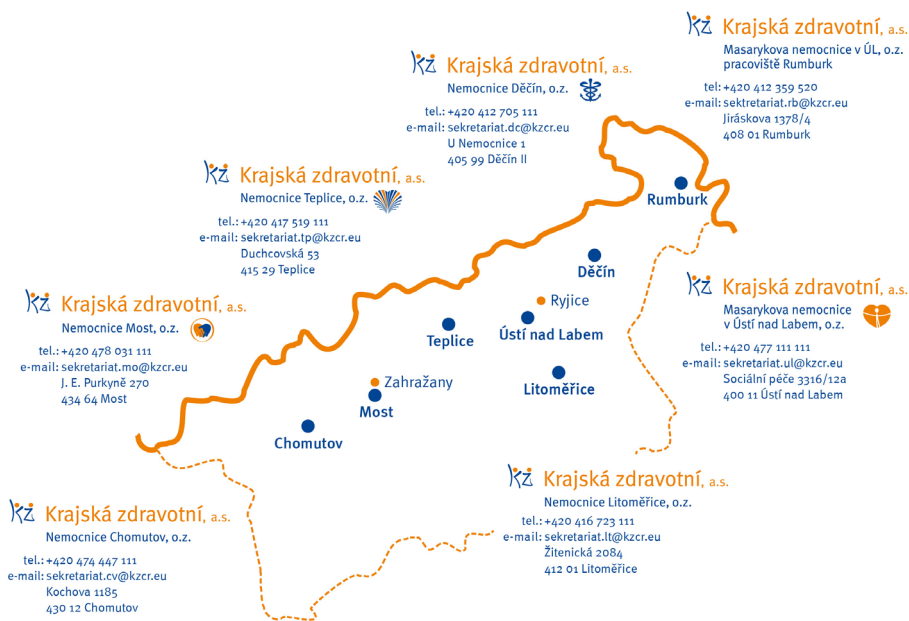 kz Krajská zdravotní, a.s.
Masarykova nemocnice v ÚL, o.z.
pracoviště Rumburk
tel: +420 412 359 520
e-mail: sektretariat.rb@kzcr.eu
Jiráskova 1378/4
408 01 Rumburk
kz Krajská zdravotní, a.s.
Nemocnice Děčín, o.z.
tel.: +420 412 705 111
e-mail: sekretariat.dc@kzcr.eu
U Nemocnice 1
405 99 Děčín II
kz Krajská zdravotní, a.s.
Nemocnice Teplice, o.z.
tel.: +420 417 519 111
e-mail: sekretariat.tp@kzcr.eu
Duchcovská 53
415 29 Teplice
kz Krajská zdravotní, a.s.
Nemocnice Most, o.z.
tel.: +420 478 031 111
e-mail: sekretariat.mo@kzcr.eu
J. E. Purkyně 270
434 64 Most
kz Krajská zdravotní, a.s.
Masarykova nemocnice
v Ústí nad Labem, o.z.
tel.: +420 477 111 111
e-mail: sekretariat.ul@kzcr.eu
Sociální péče 3316/12a
400 11 Ústí nad Labem
Rumburk
Děčín
Ryjice
Ústí nad Labem
Teplice
Litoměřice
Zahražany
Most
Chomutov
kz Krajská zdravotní, a.s.
Nemocnice Litoměřice, o.z.
tel.: +420 416 723 111
e-mail: sekretariat.lt@kzcr.eu
Žitenická 2084
412 01 Litoměřice
kz Krajská zdravotní, a.s.
Nemocnice Chomutov, o.z.
tel.: +420 474 447 111
e-mail: sekretariat.cv@kzcr.eu
Kochova 1185
430 12 Chomutov